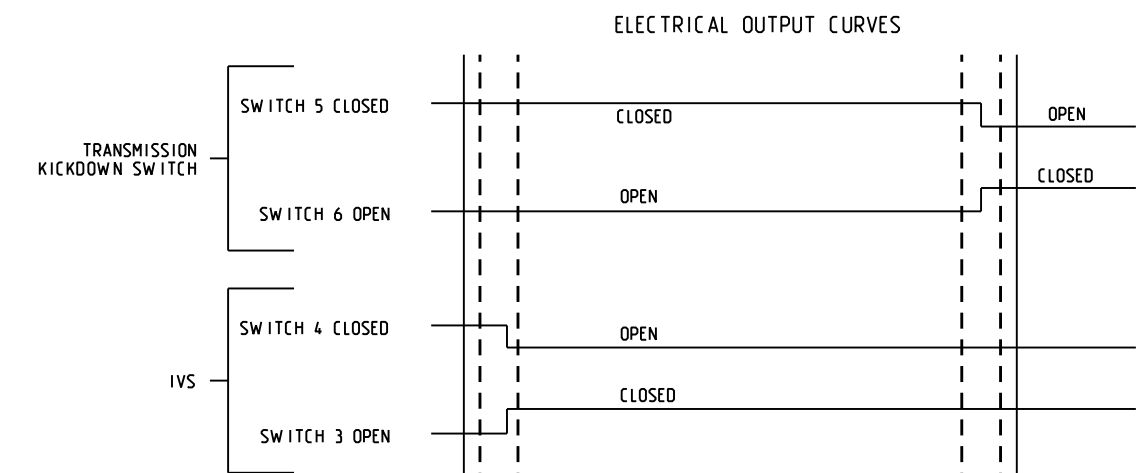 ELECTRICAL OUTPUT CURVES
SWITCH 5 CLOSED
CLOSED
OPEN
TRANSMISSION
KICKDOWN SWITCH
CLOSED
OPEN
SWITCH 6 OPEN
SWITCH 4 CLOSED
OPEN
IVS
CLOSED
SWITCH 3 OPEN